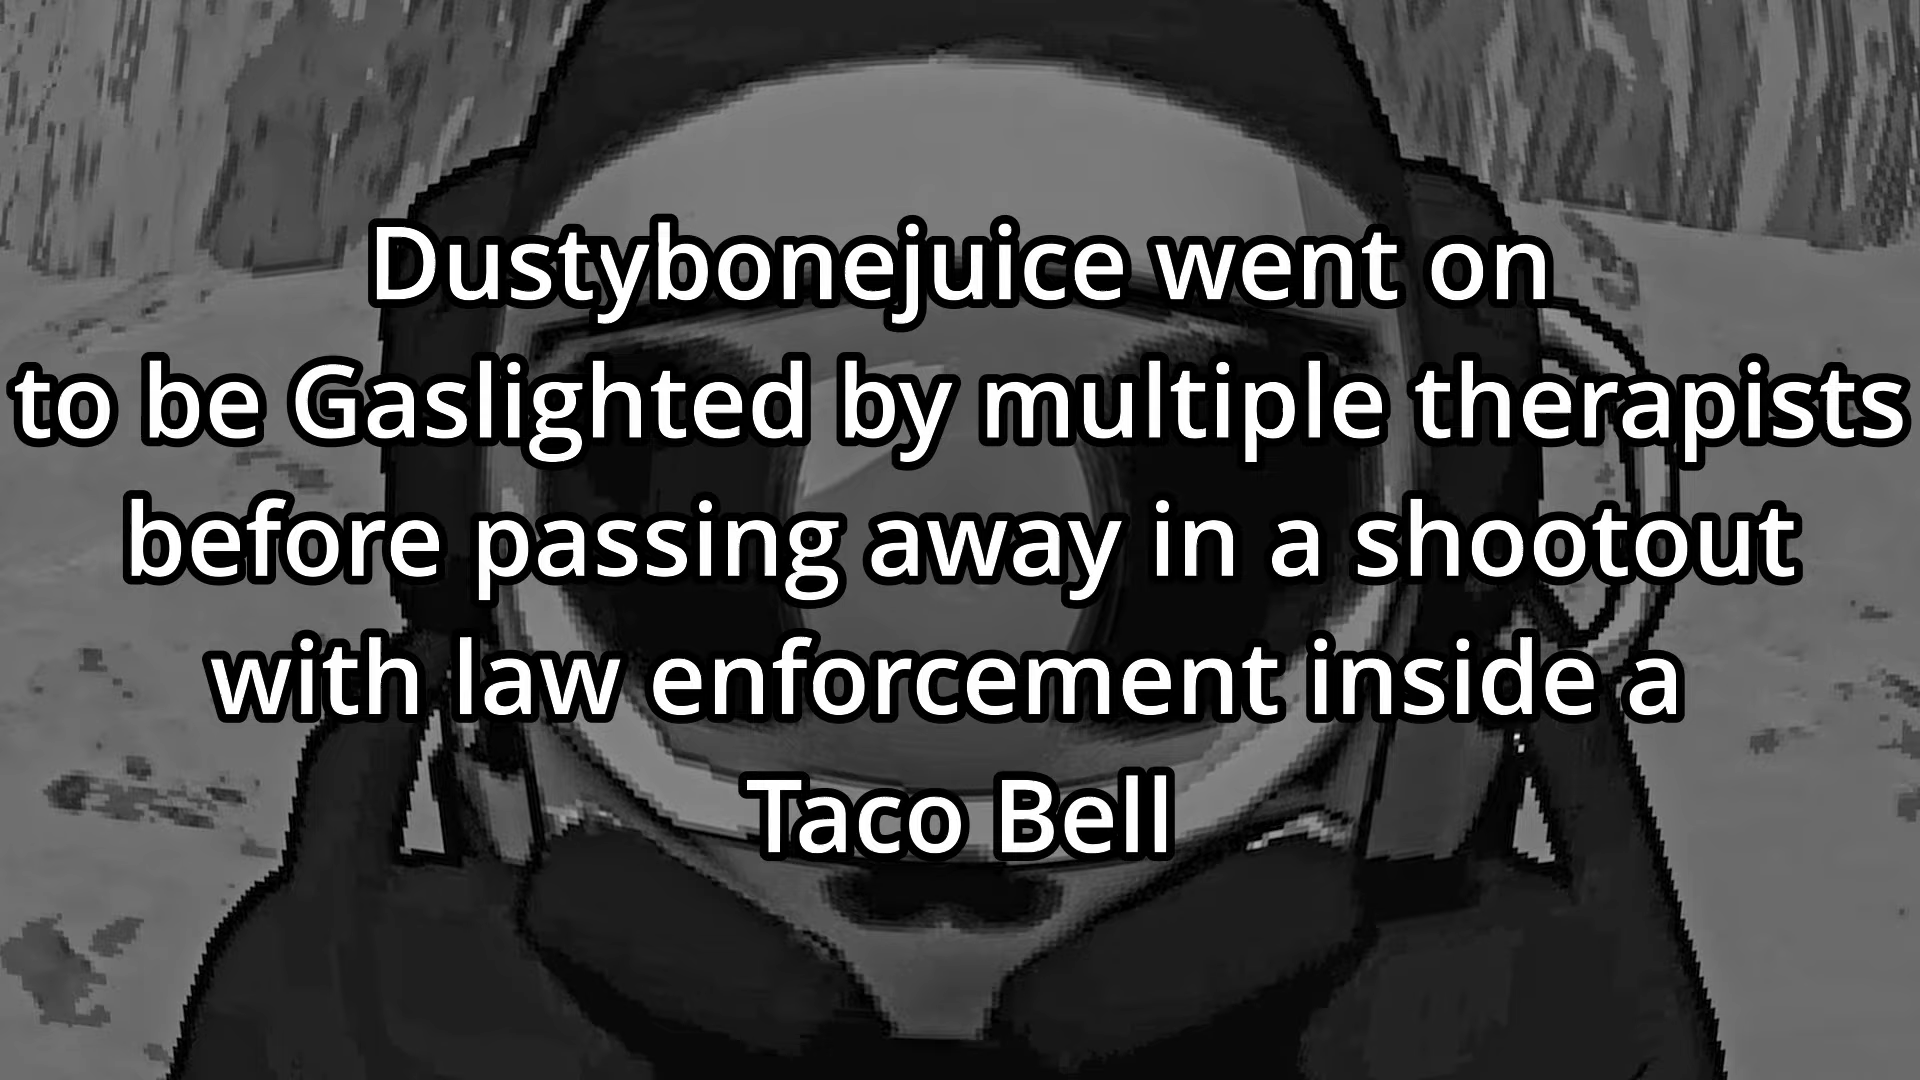 Dustybonejuice went on
to be Gaslighted by multiple therapists
before passing away in a shootout
with law enforcement inside a
Taco Bell